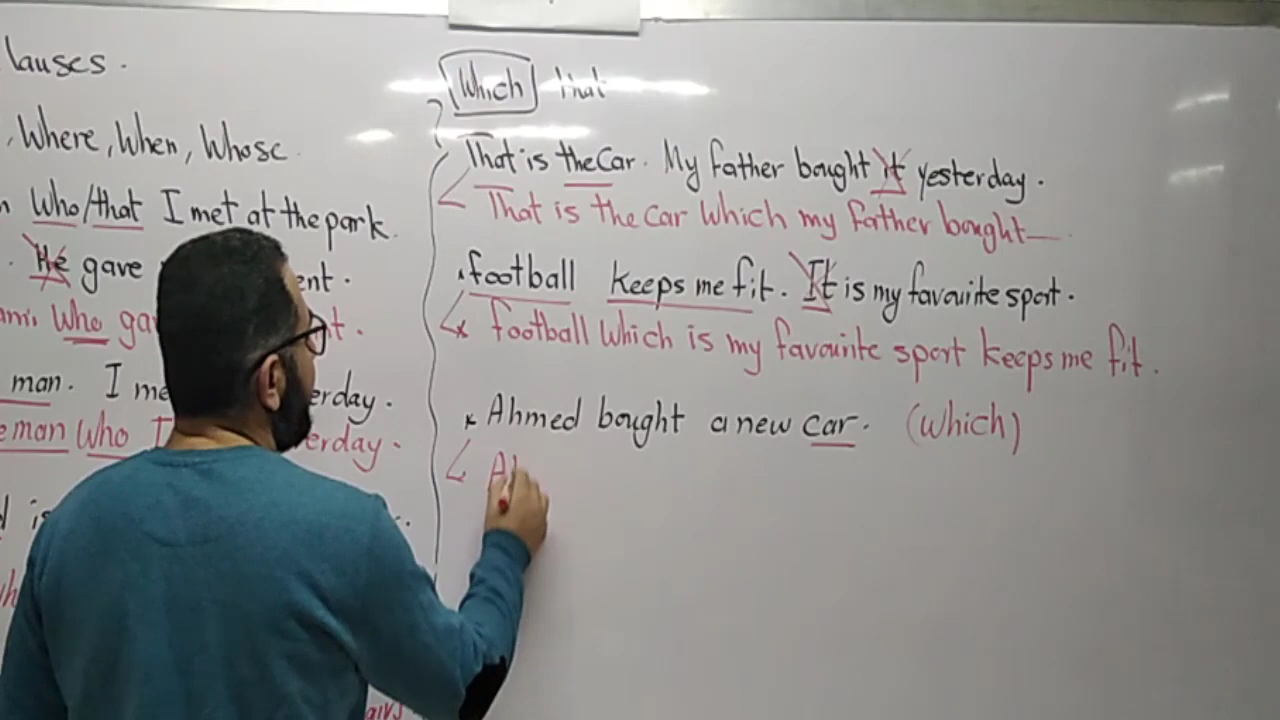 lauses.
, Where, When, Whose
Who/that I met at the park.
. He gave ent.
Who ga t.
man. I me erday.
eman Who I erday.
Which that
That is the Car. My father bought it yesterday.
That is the Car Which my father bought
football keeps me fit. It is my favourite sport.
football Which is my favourite sport keeps me fit.
Ahmed bought a new car. (Which)
Ah